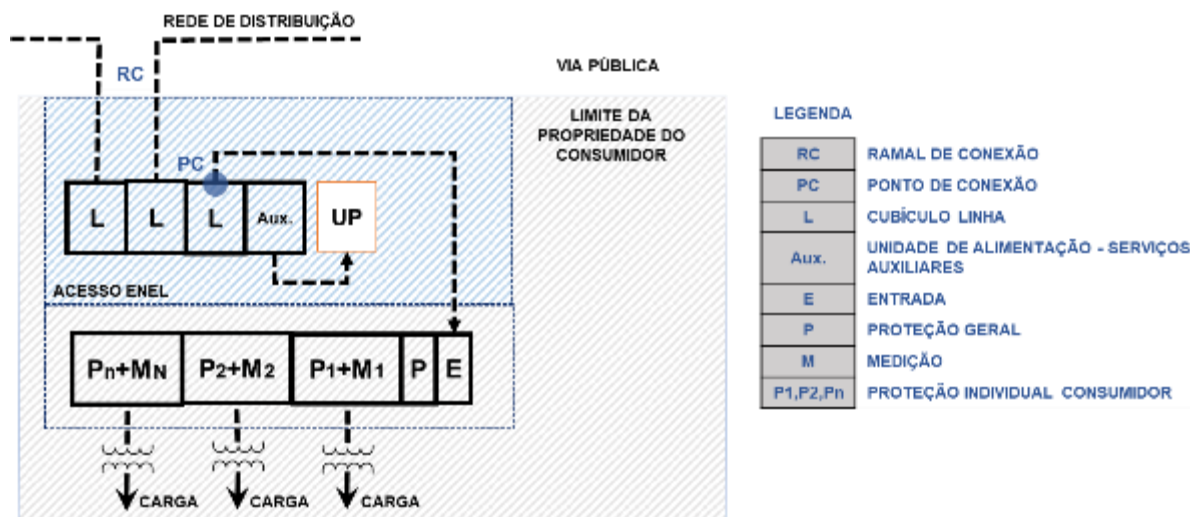 REDE DE DISTRIBUIÇÃO
RC
VIA PÚBLICA
LIMITE DA
PROPRIEDADE DO
CONSUMIDOR
PC
L
L
L
Aux.
UP
ACESSO ENEL
Pn+MN
P2+M2
P1+M1
P
E
CARGA
CARGA
CARGA
LEGENDA
RC RAMAL DE CONEXÃO
PC PONTO DE CONEXÃO
L CUBÍCULO LINHA
Aux. UNIDADE DE ALIMENTAÇÃO - SERVIÇOS
AUXILIARES
E ENTRADA
P PROTEÇÃO GERAL
M MEDIÇÃO
P1,P2,Pn PROTEÇÃO INDIVIDUAL CONSUMIDOR